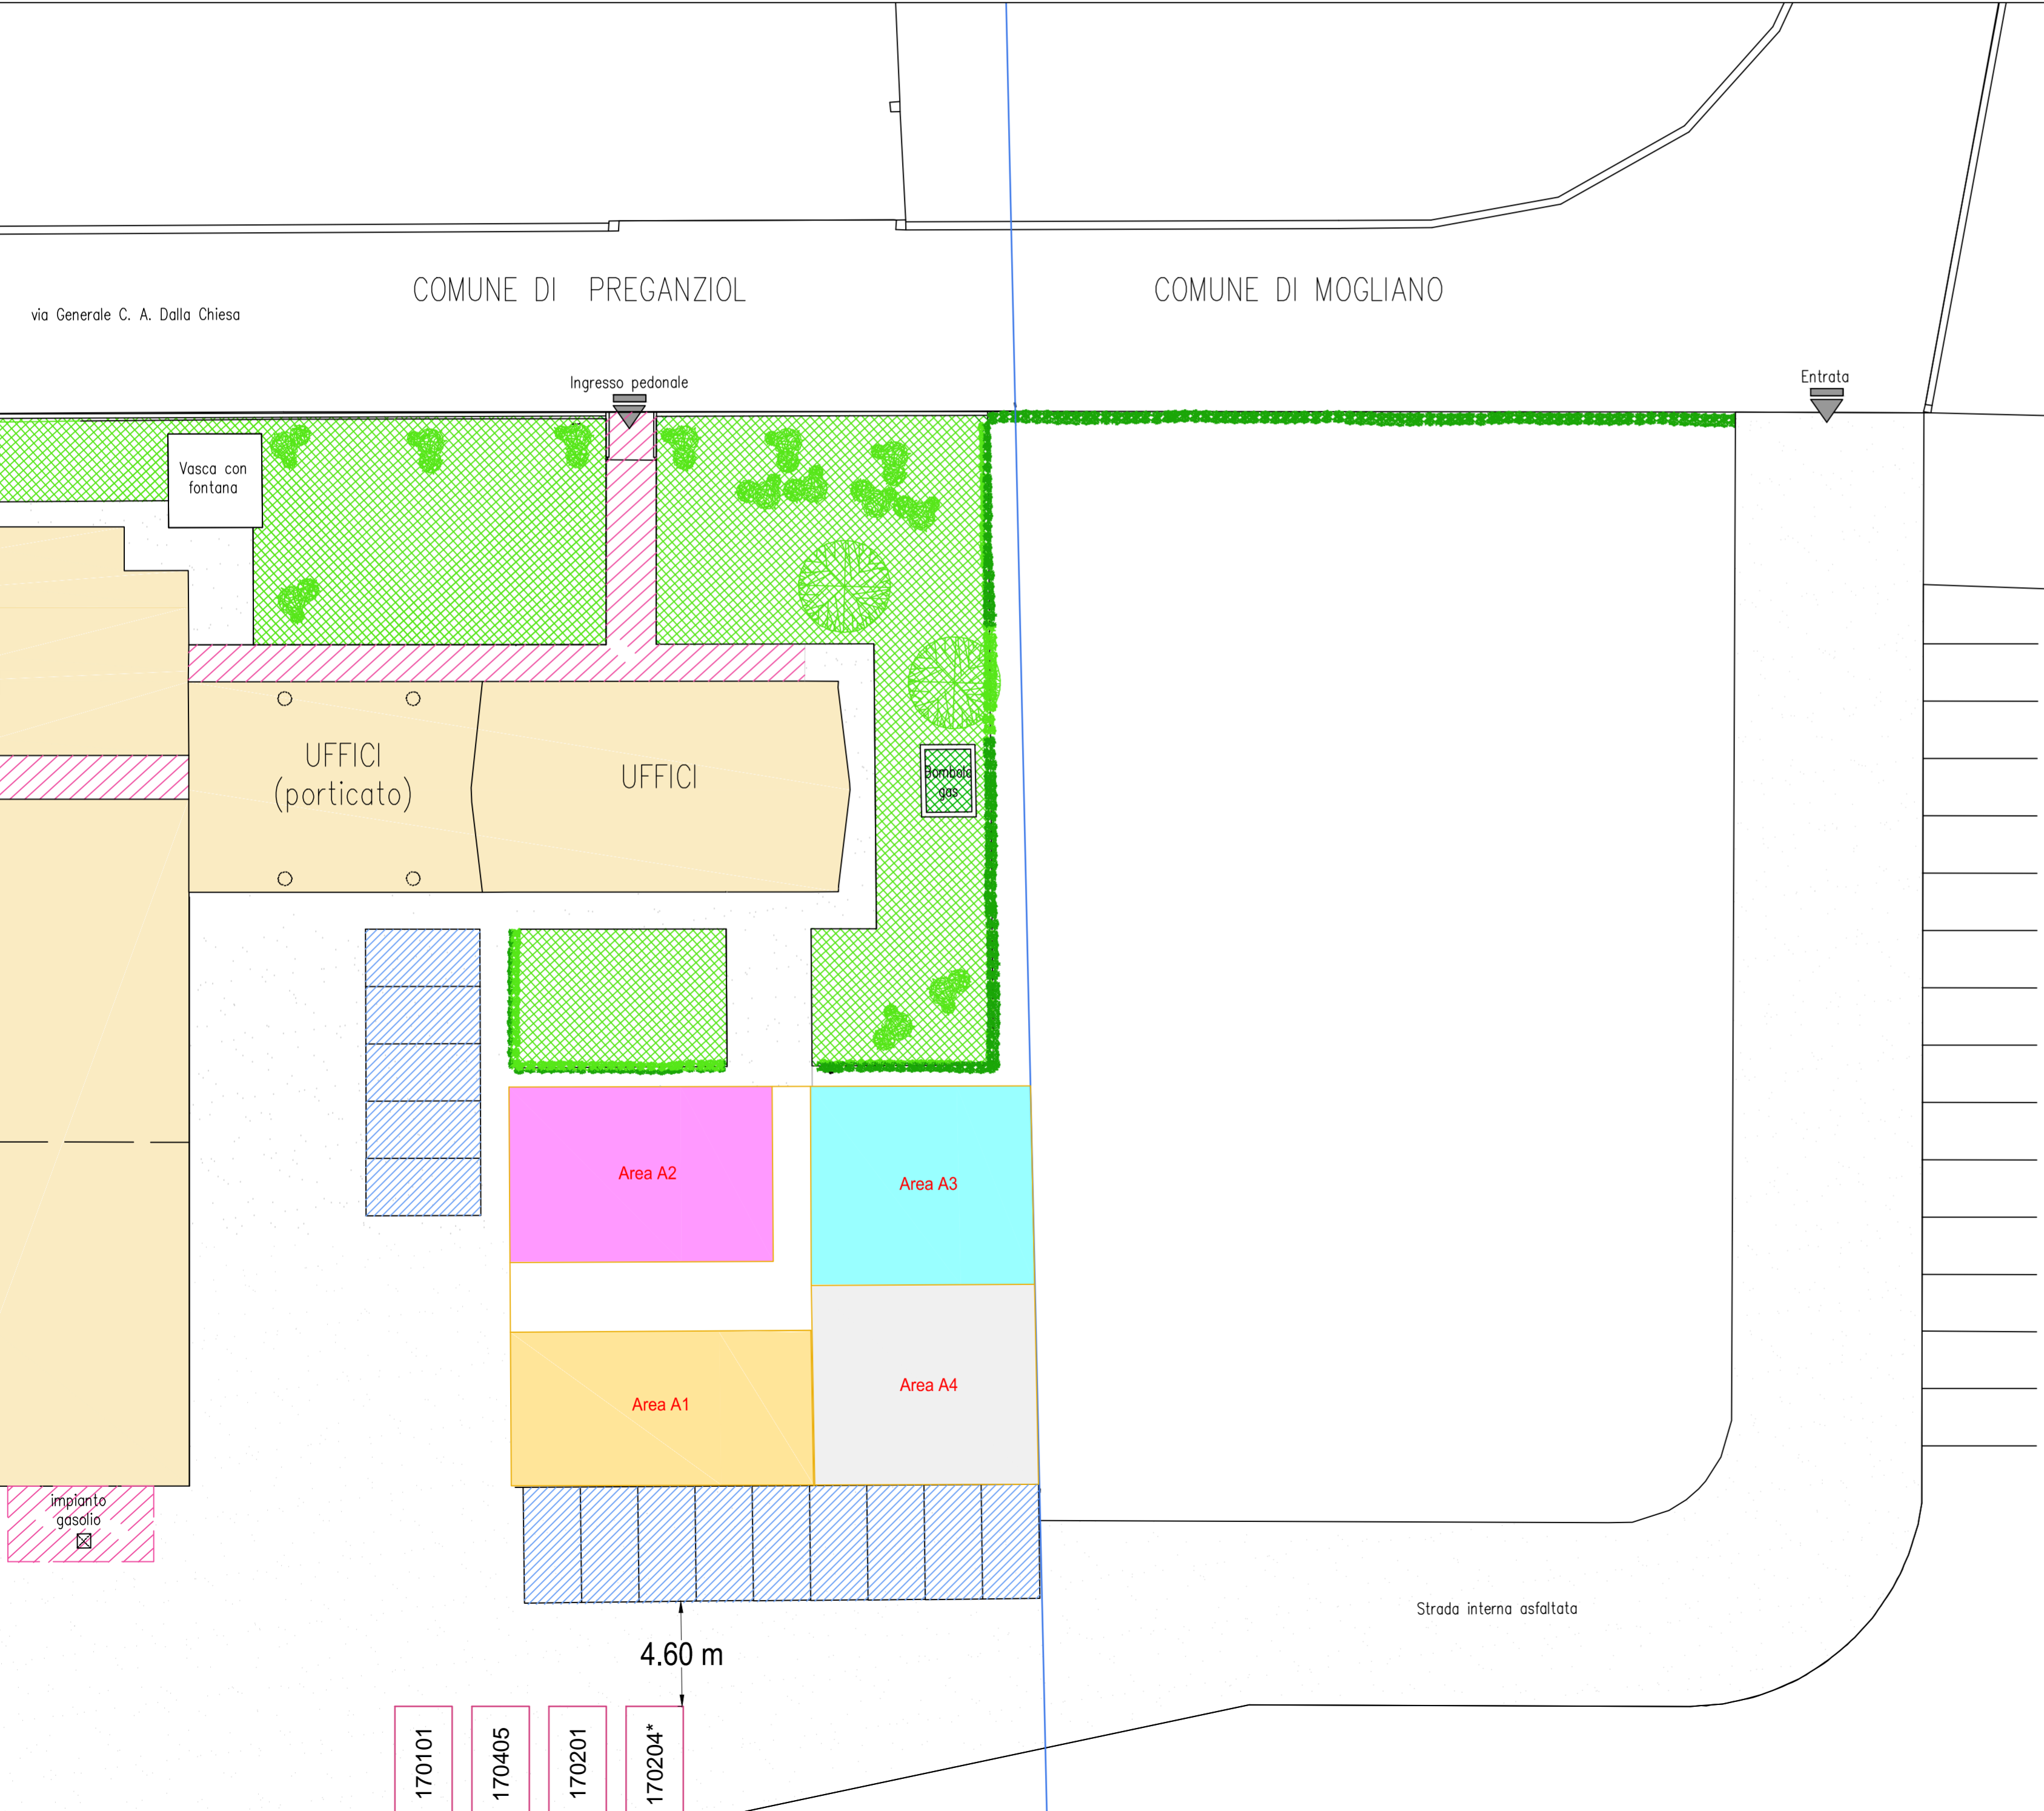 COMUNE DI PREGANZIOL
COMUNE DI MOGLIANO
via Generale C. A. Dalla Chiesa
Ingresso pedonale
Entrata
Vasca con
fontana
UFFICI
(porticato)
UFFICI
Bombola
gas
Area A2
Area A3
Area A1
Area A4
impianto
gasolio
Strada interna asfaltata
4.60 m
170101
170405
170201
170204*